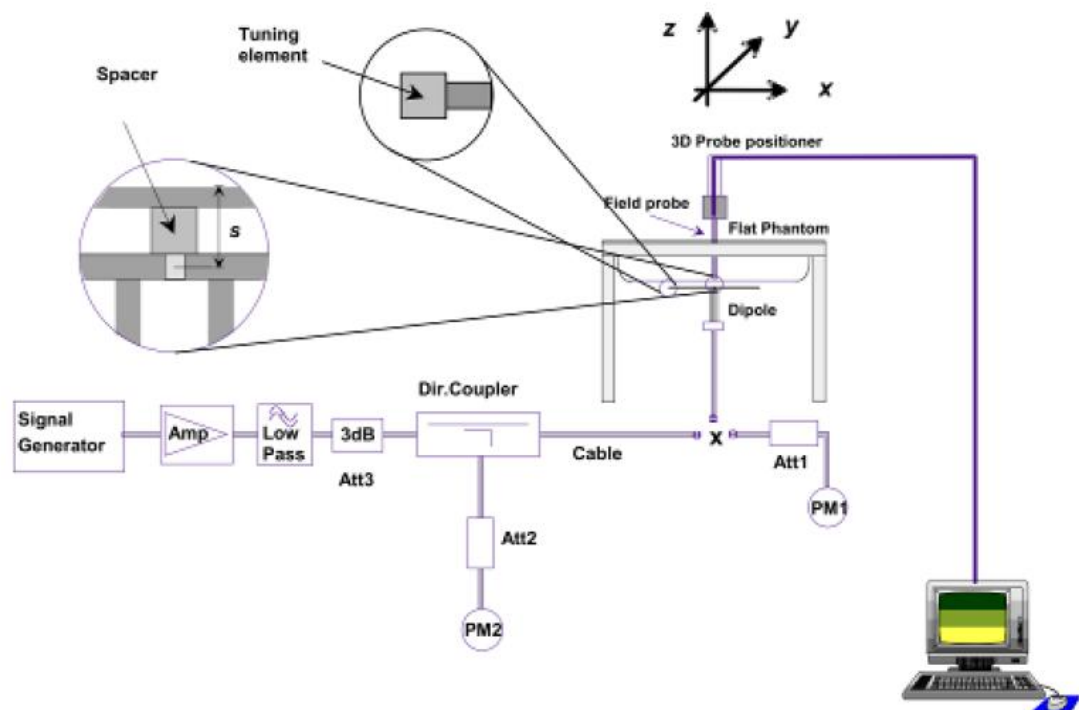 Tuning
element
Spacer
z
y
x
3D Probe positioner
Field probe
Flat Phantom
s
Dipole
Dir.Coupler
Signal
Generator
Amp
Low
Pass
3dB
Att3
Cable
x
Att1
PM1
Att2
PM2